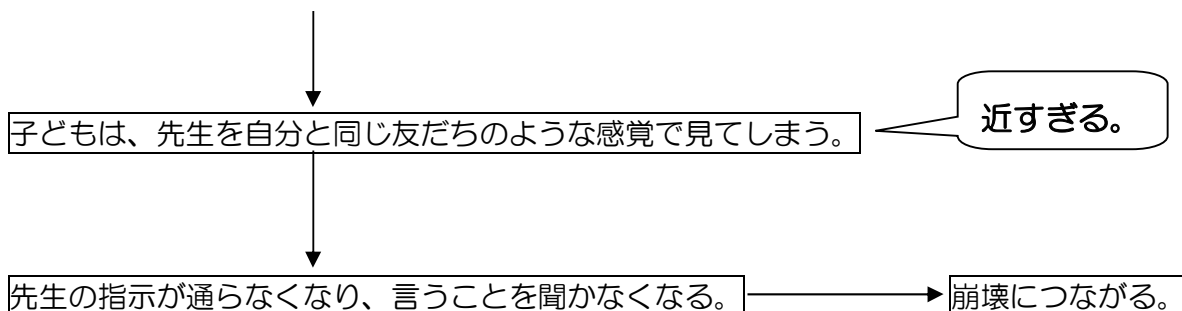 子どもは、先生を自分と同じ友だちのような感覚で見てしまう。
近すぎる。
先生の指示が通らなくなり、言うことを聞かなくなる。
崩壊につながる。